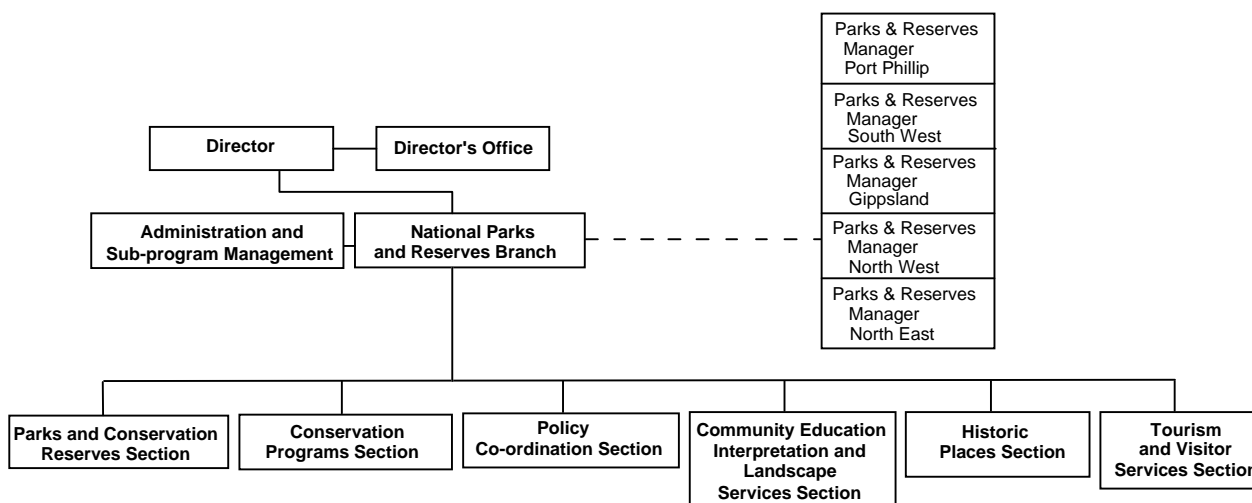 Parks & Reserves
Manager
Port Phillip
Parks & Reserves
Manager
South West
Parks & Reserves
Manager
Gippsland
Parks & Reserves
Manager
North West
Parks & Reserves
Manager
North East
Director
Director's Office
Administration and
Sub-program Management
National Parks
and Reserves Branch
Parks and Conservation
Reserves Section
Conservation
Programs Section
Policy
Co-ordination Section
Community Education
Interpretation and
Landscape
Services Section
Historic
Places Section
Tourism
and Visitor
Services Section